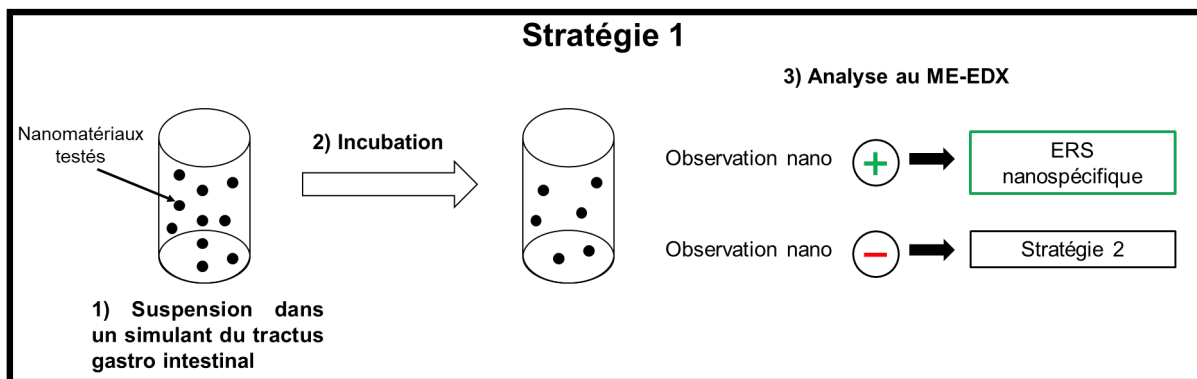 Stratégie 1
3) Analyse au ME-EDX
Nanomatériaux
testés
2) Incubation
Observation nano
+
ERS
nanospécifique
Observation nano
−
Stratégie 2
1) Suspension dans
un simulant du tractus
gastro intestinal